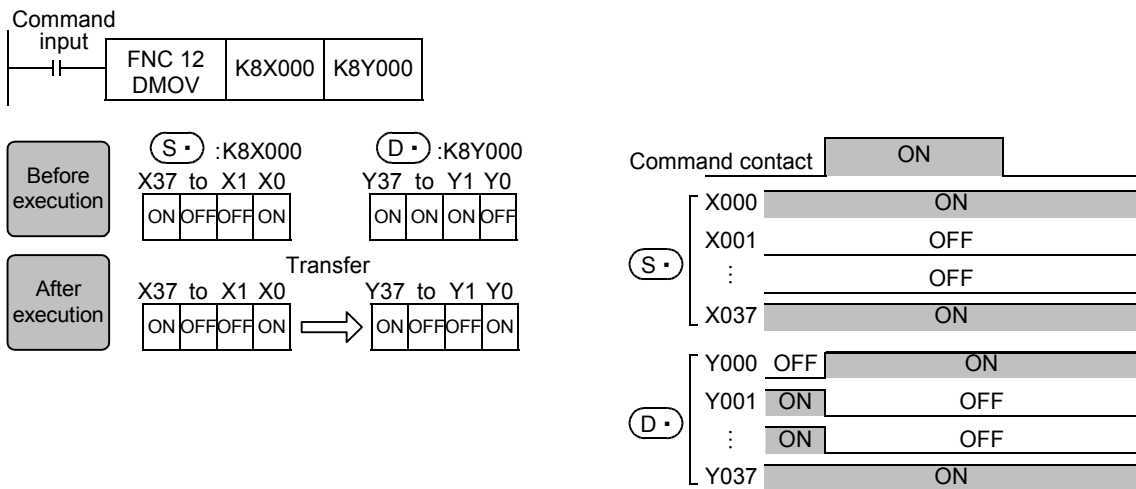 Command
input
FNC 12
DMOV
K8X000
K8Y000
Before
execution
S· :K8X000
X37 to X1 X0
ON OFF OFF ON
D· :K8Y000
Y37 to Y1 Y0
ON ON ON OFF
After
execution
Transfer
X37 to X1 X0
ON OFF OFF ON
Y37 to Y1 Y0
ON OFF OFF ON
Command contact ON
S·
X000 ON
X001 OFF
⋮ OFF
X037 ON
D·
Y000 OFF ON
Y001 ON OFF
⋮ ON OFF
Y037 ON